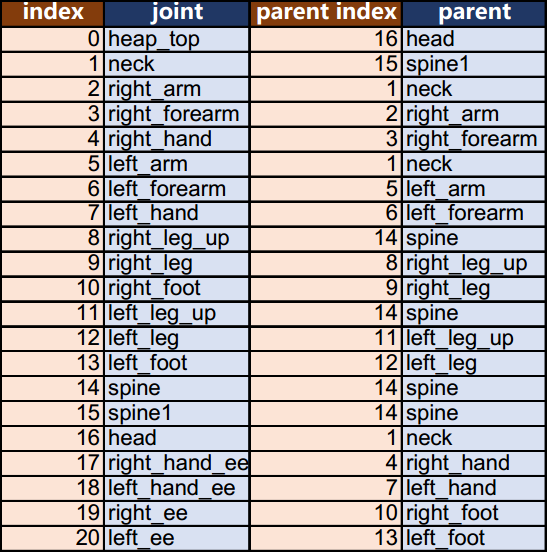 index joint parent index parent
0 heap_top 16 head
1 neck 15 spine1
2 right_arm 1 neck
3 right_forearm 2 right_arm
4 right_hand 3 right_forearm
5 left_arm 1 neck
6 left_forearm 5 left_arm
7 left_hand 6 left_forearm
8 right_leg_up 14 spine
9 right_leg 8 right_leg_up
10 right_foot 9 right_leg
11 left_leg_up 14 spine
12 left_leg 11 left_leg_up
13 left_foot 12 left_leg
14 spine 14 spine
15 spine1 14 spine
16 head 1 neck
17 right_hand_ee 4 right_hand
18 left_hand_ee 7 left_hand
19 right_ee 10 right_foot
20 left_ee 13 left_foot